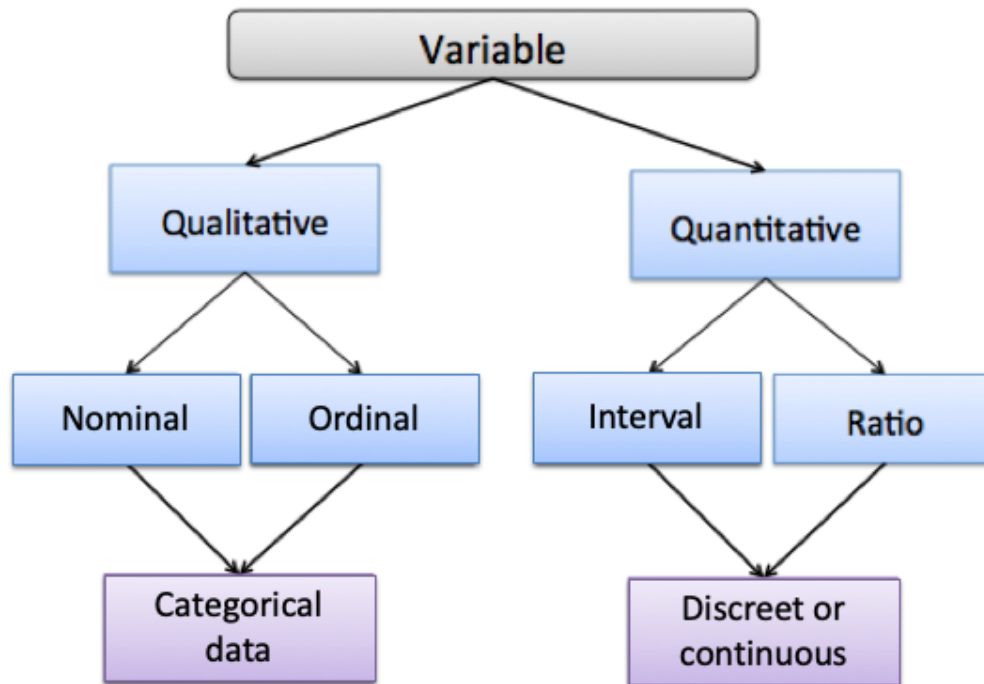 Variable
Qualitative
Quantitative
Nominal
Ordinal
Interval
Ratio
Categorical
data
Discreet or
continuous